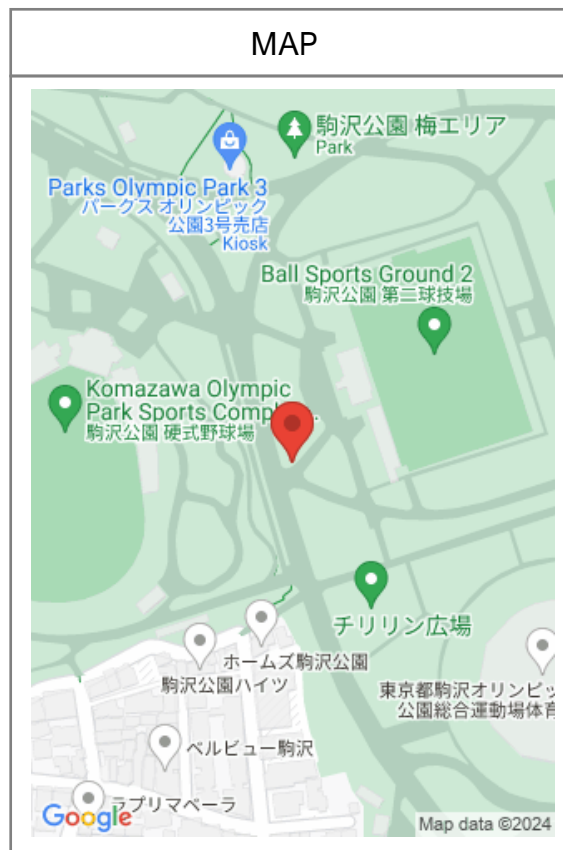 MAP
駒沢公園 梅エリア
Park
Parks Olympic Park 3
パークス オリンピック
公園3号売店
Kiosk
Ball Sports Ground 2
駒沢公園 第二球技場
Komazawa Olympic
Park Sports Compl...
駒沢公園 硬式野球場
チリリン広場
ホームズ駒沢公園
駒沢公園ハイツ
東京都駒沢オリンピッ
公園総合運動場体育
ベルビュー駒沢
ラプリマベーラ
Google
Map data ©2024